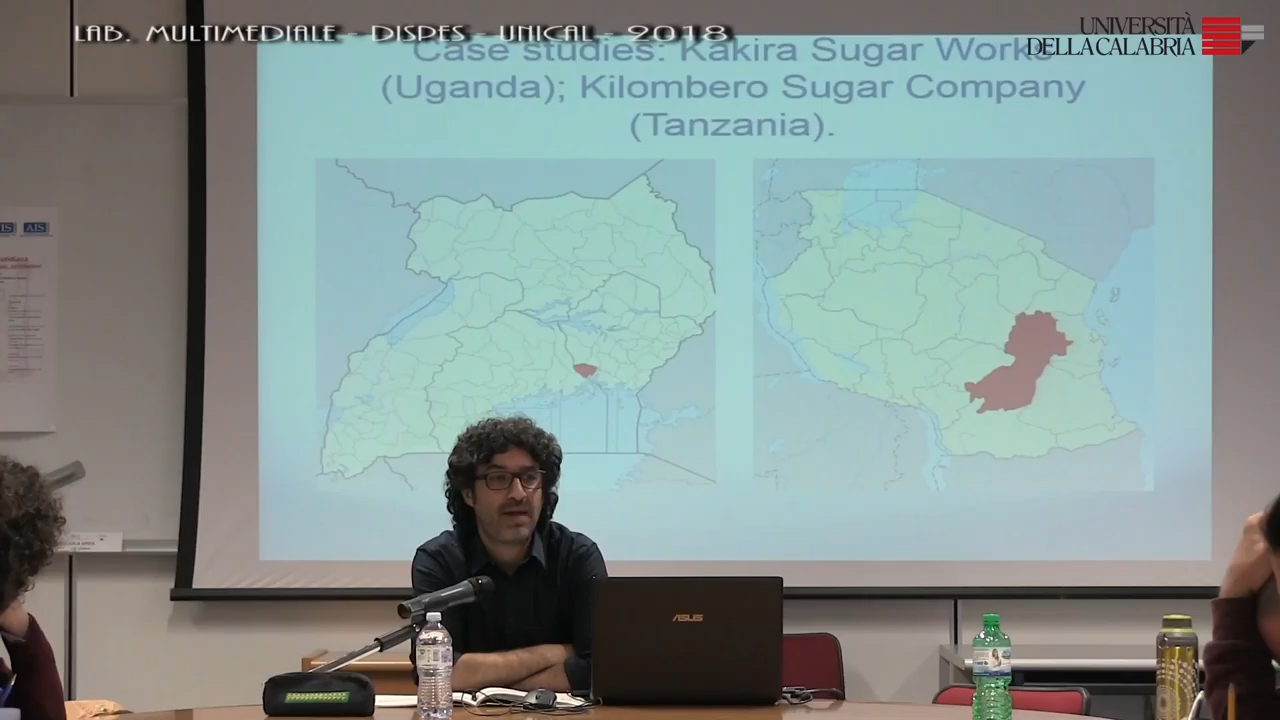 LAB. MULTIMEDIALE - DISPES - UNICAL - 2018
UNIVERSITÀ
DELLA CALABRIA
Case studies: Kakira Sugar Works
(Uganda); Kilombero Sugar Company
(Tanzania).
AIS
ASUS